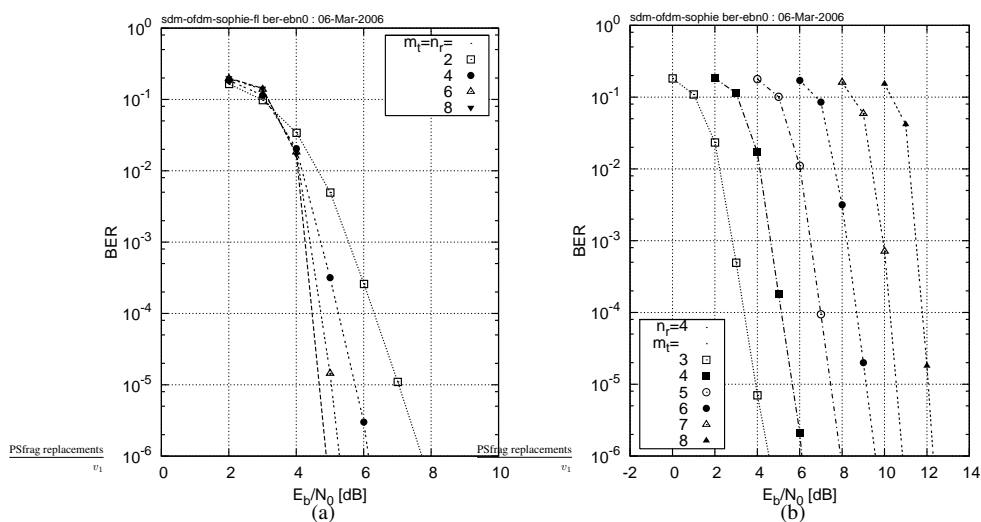 sdm-ofdm-sophie-fl ber-ebn0 : 06-Mar-2006
10^0
10^-1
10^-2
10^-3
10^-4
10^-5
10^-6
BER
m_t=n_r=
2
4
6
8
0 2 4 6 8 10
E_b/N_0 [dB]
(a)
PSfrag replacements
v_1
sdm-ofdm-sophie ber-ebn0 : 06-Mar-2006
10^0
10^-1
10^-2
10^-3
10^-4
10^-5
10^-6
BER
n_r=4
m_t=
3
4
5
6
7
8
-2 0 2 4 6 8 10 12 14
E_b/N_0 [dB]
(b)
PSfrag replacements
v_1